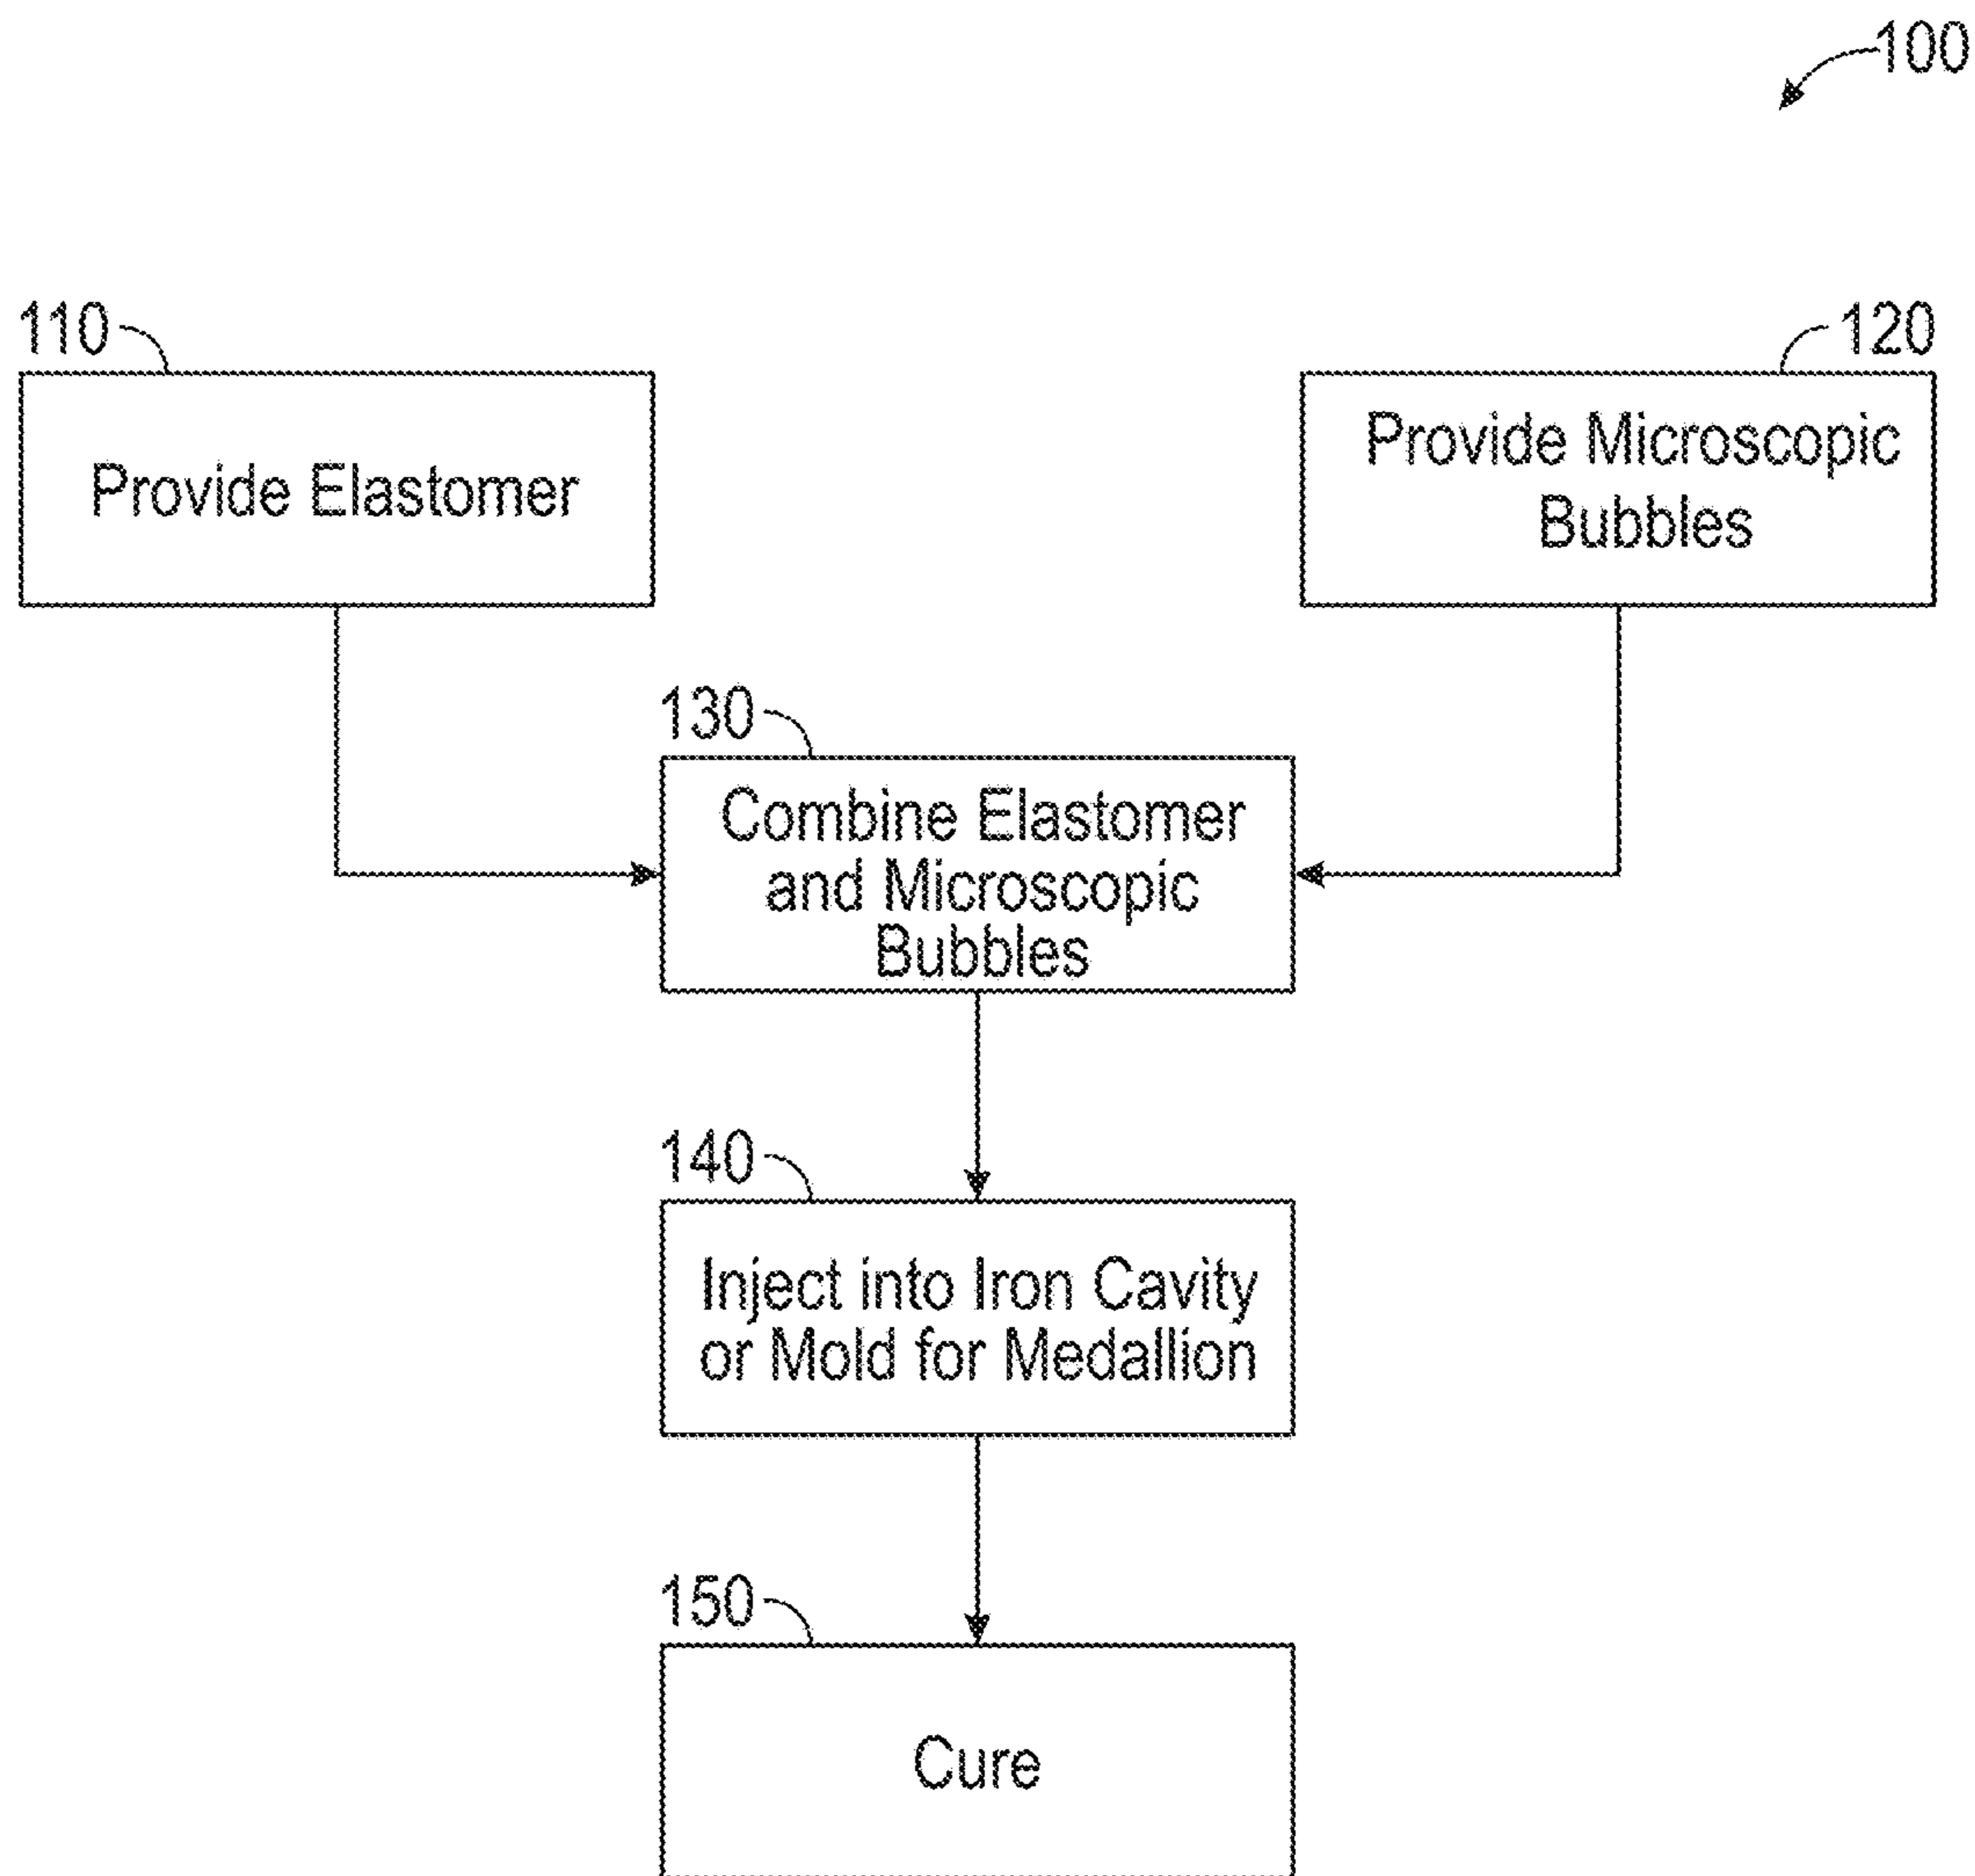 100
110
120
Provide Elastomer
Provide Microscopic
Bubbles
130
Combine Elastomer
and Microscopic
Bubbles
140
Inject into Iron Cavity
or Mold for Medallion
150
Cure